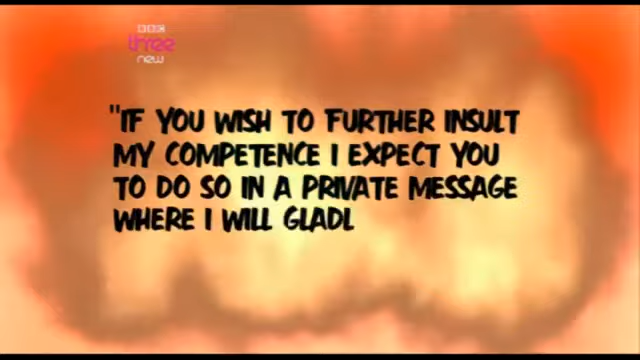 BBC
three
new
"IF YOU WISH TO FURTHER INSULT
MY COMPETENCE I EXPECT YOU
TO DO SO IN A PRIVATE MESSAGE
WHERE I WILL GLADL